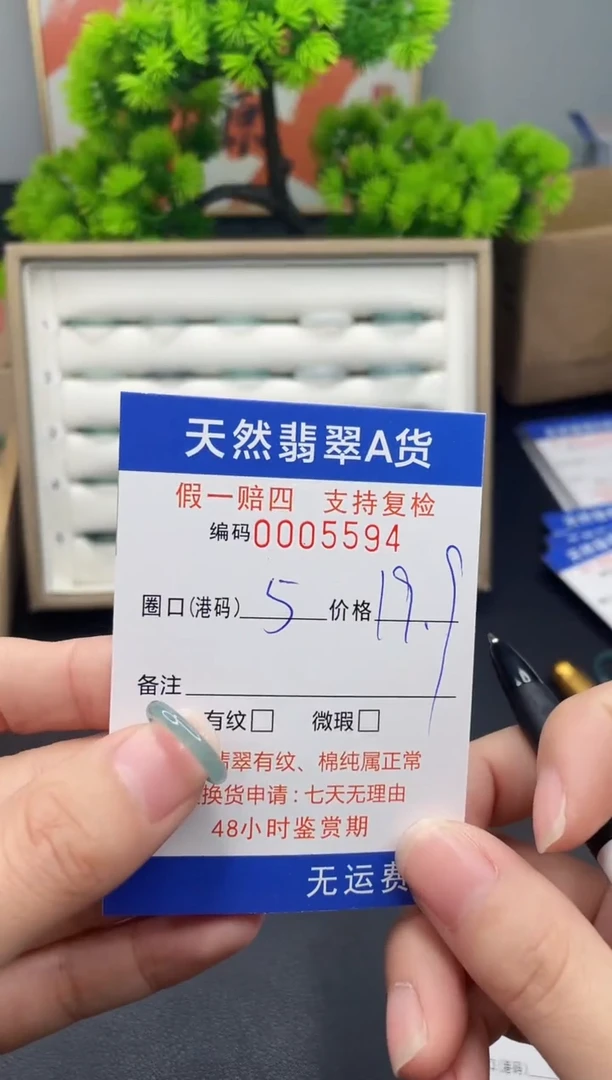 天然翡翠A货
假一赔四 支持复检
编码0005594
圈口(港码) 5 价格 19.9
备注
有纹□ 微瑕□
翡翠有纹、棉纯属正常
换货申请:七天无理由
48小时鉴赏期
无运费